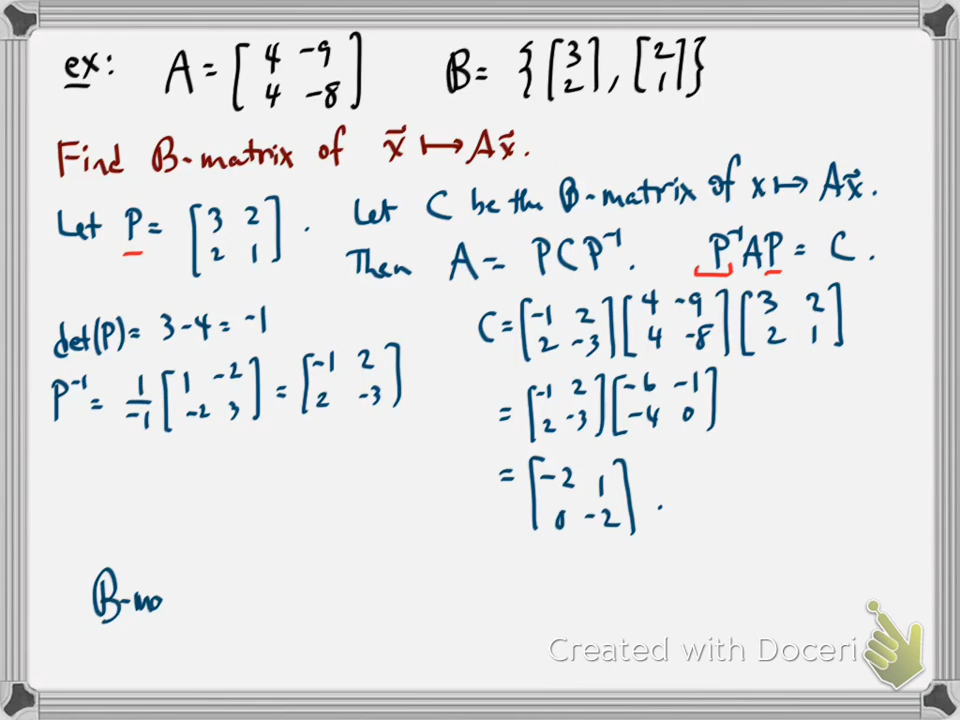 ex: A = [4 -9; 4 -8] B = {[3; 2], [2; 1]}
Find B-matrix of x⃗ ↦ Ax⃗.
Let P = [3 2; 2 1]. Let C be the B-matrix of x ↦ Ax⃗.
Then A = PCP⁻¹. P⁻¹AP = C.
det(P) = 3-4 = -1
P⁻¹ = 1/-1 [1 -2; -2 3] = [-1 2; 2 -3]
C = [-1 2; 2 -3] [4 -9; 4 -8] [3 2; 2 1]
= [-1 2; 2 -3] [-6 -1; -4 0]
= [-2 1; 0 -2].
B-mo
Created with Doceri